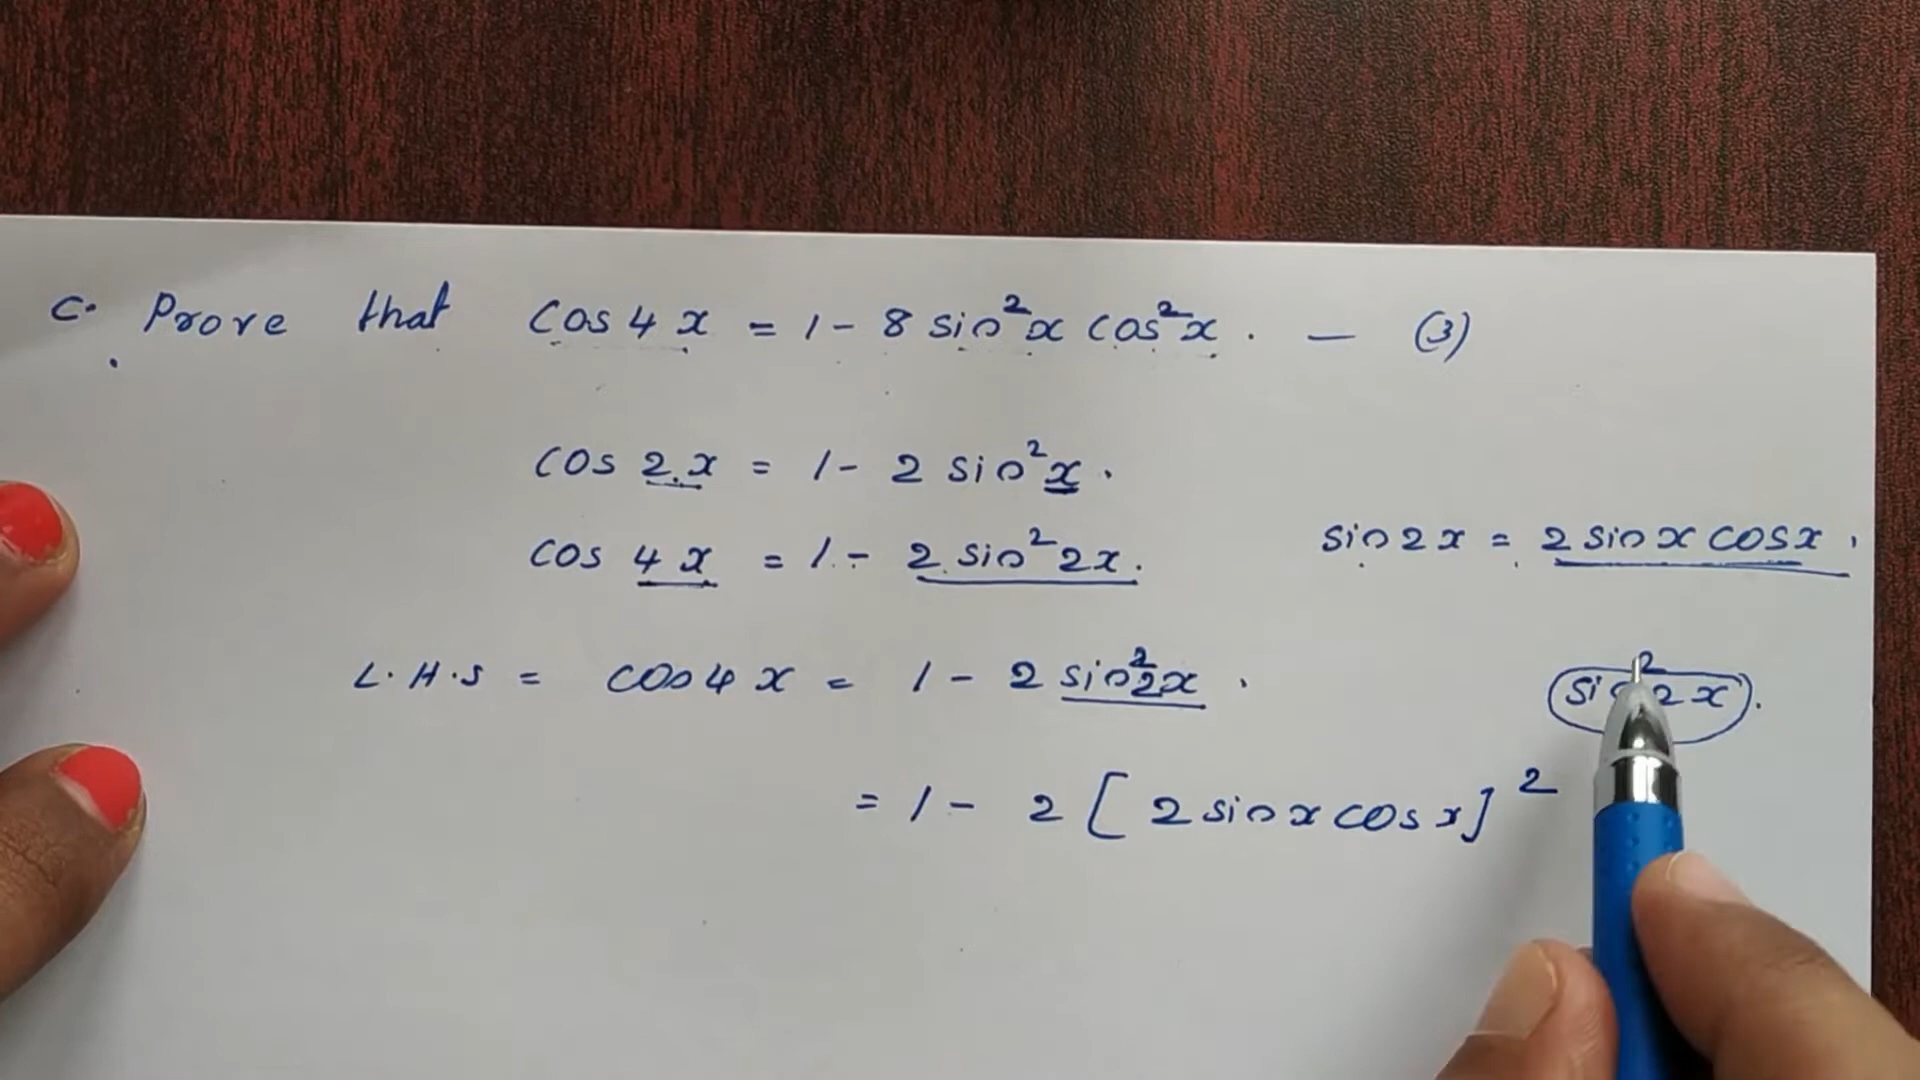 C. Prove that cos 4x = 1 - 8 sin²x cos²x. — (3)
cos 2x = 1 - 2 sin²x.
cos 4x = 1 - 2 sin²2x.
sin 2x = 2 sin x cos x.
L.H.S = cos 4x = 1 - 2 sin²2x.
= 1 - 2 [2 sin x cos x]²